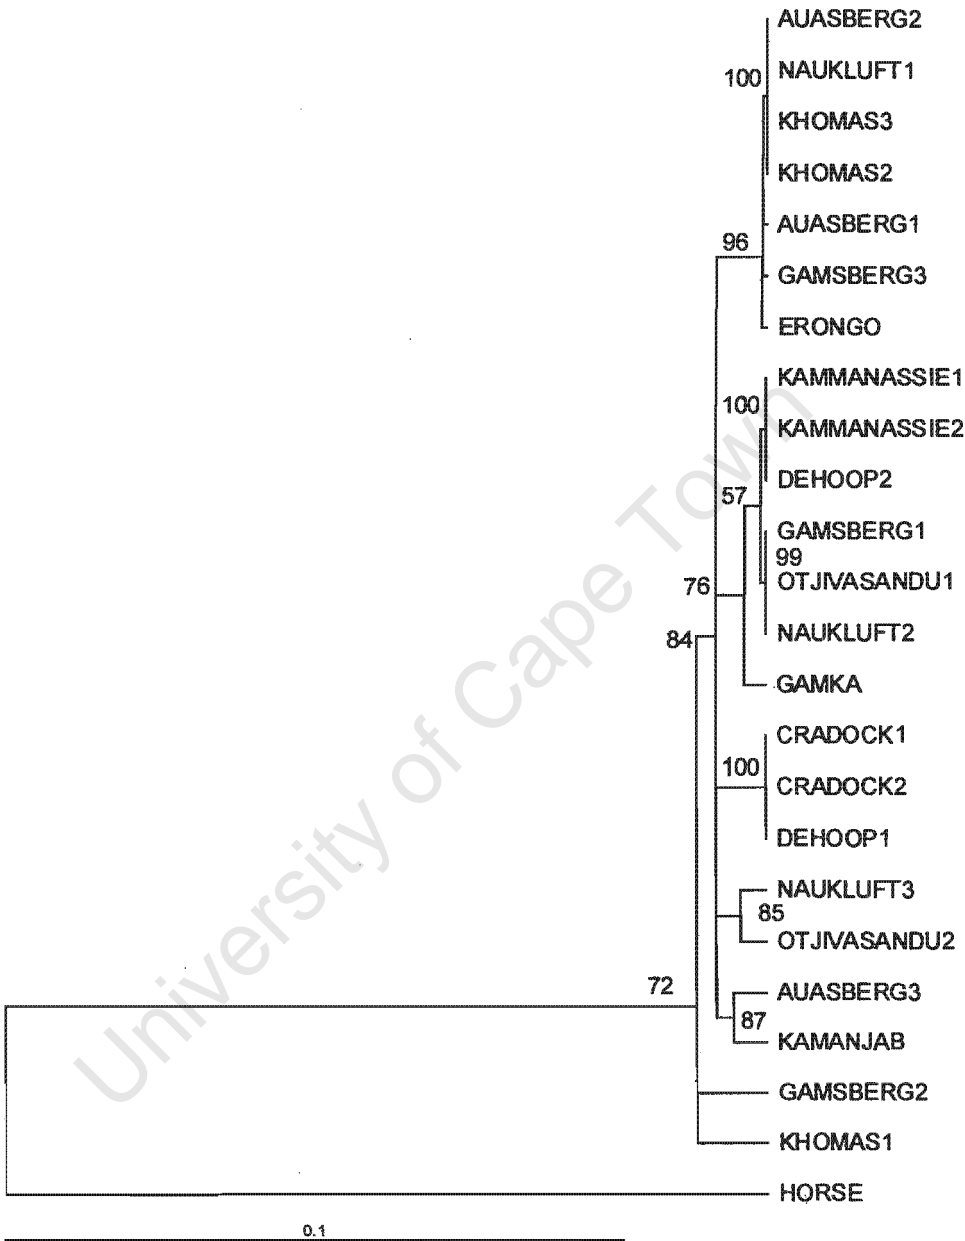 AUASBERG2
100
NAUKLUFT1
KHOMAS3
KHOMAS2
AUASBERG1
96
GAMSBERG3
ERONGO
KAMMANASSIE1
100
KAMMANASSIE2
DEHOOP2
57
GAMSBERG1
99
OTJIVASANDU1
76
NAUKLUFT2
84
GAMKA
CRADOCK1
100
CRADOCK2
DEHOOP1
NAUKLUFT3
85
OTJIVASANDU2
72
AUASBERG3
87
KAMANJAB
GAMSBERG2
KHOMAS1
HORSE
0.1
University of Cape Town